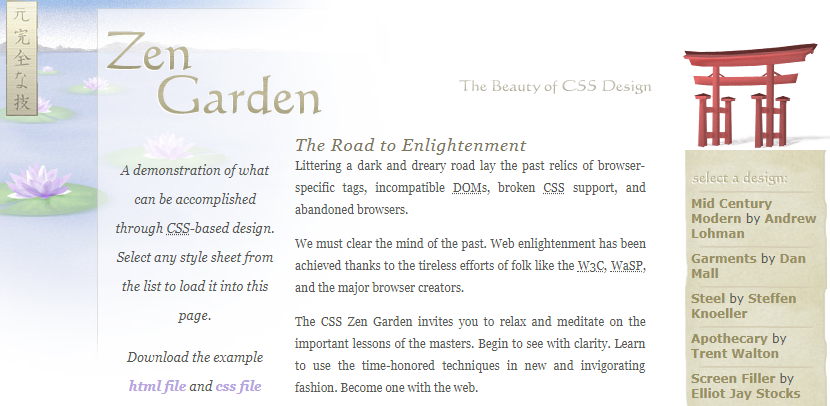 元
完
全
な
技
Zen
Garden
The Beauty of CSS Design
A demonstration of what
can be accomplished
through CSS-based design.
Select any style sheet from
the list to load it into this
page.
Download the example
html file and css file
The Road to Enlightenment
Littering a dark and dreary road lay the past relics of browser-
specific tags, incompatible DOMs, broken CSS support, and
abandoned browsers.
We must clear the mind of the past. Web enlightenment has been
achieved thanks to the tireless efforts of folk like the W3C, WaSP,
and the major browser creators.
The CSS Zen Garden invites you to relax and meditate on the
important lessons of the masters. Begin to see with clarity. Learn
to use the time-honored techniques in new and invigorating
fashion. Become one with the web.
select a design:
Mid Century
Modern by Andrew
Lohman
Garments by Dan
Mall
Steel by Steffen
Knoeller
Apothecary by
Trent Walton
Screen Filler by
Elliot Jay Stocks